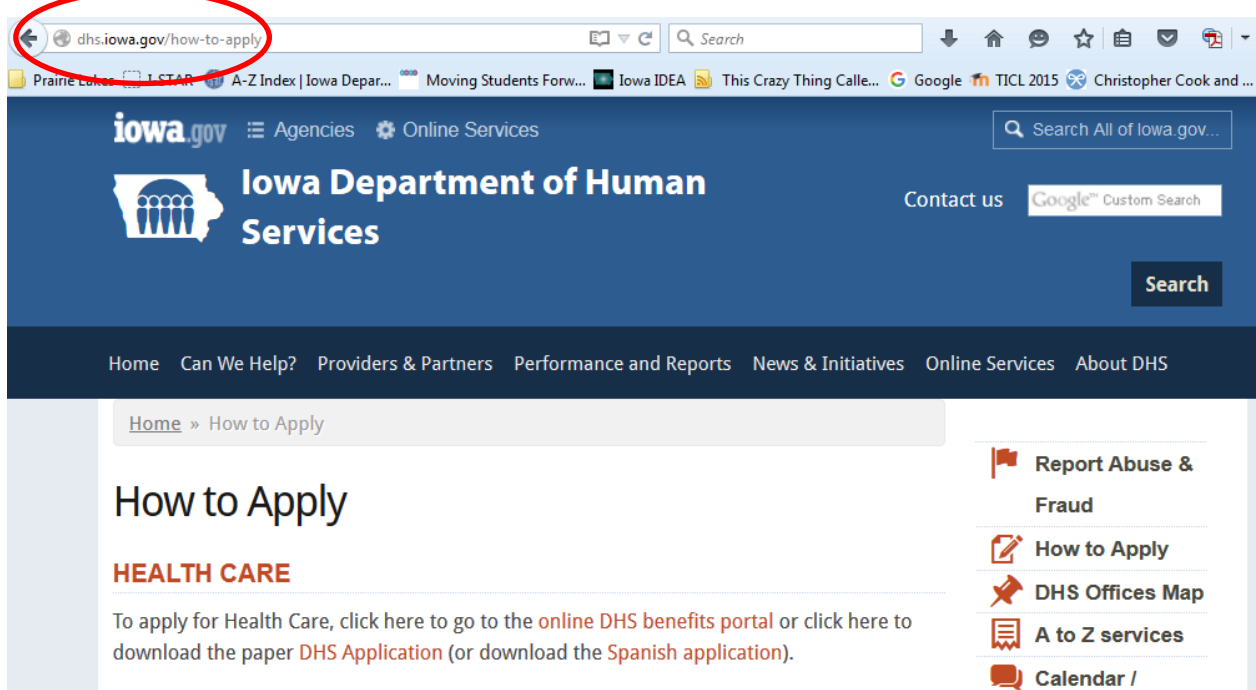 dhs.iowa.gov/how-to-apply
Search
Prairie Lakes I-STAR A-Z Index | Iowa Depar... Moving Students Forw... Iowa IDEA This Crazy Thing Calle... Google TICL 2015 Christopher Cook and ...
iowa.gov Agencies Online Services
Search All of Iowa.gov...
Iowa Department of Human
Services
Contact us
Google™ Custom Search
Search
Home Can We Help? Providers & Partners Performance and Reports News & Initiatives Online Services About DHS
Home » How to Apply
How to Apply
HEALTH CARE
To apply for Health Care, click here to go to the online DHS benefits portal or click here to
download the paper DHS Application (or download the Spanish application).
Report Abuse &
Fraud
How to Apply
DHS Offices Map
A to Z services
Calendar /